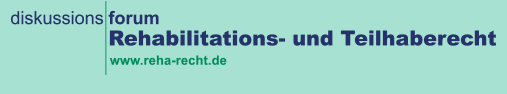 diskussions forum
Rehabilitations- und Teilhaberecht
www.reha-recht.de